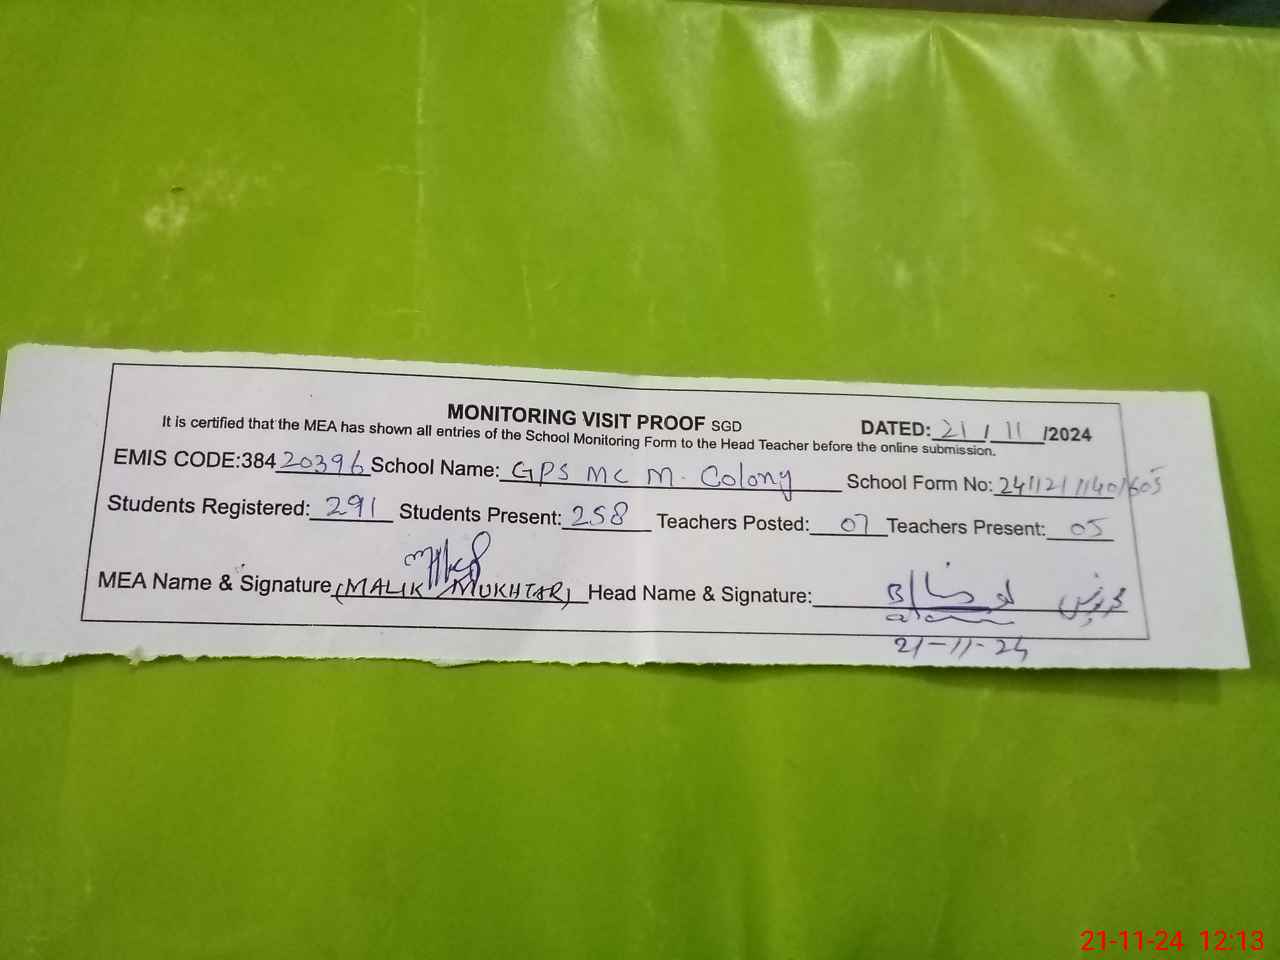 MONITORING VISIT PROOF SGD DATED: 21 / 11 /2024
It is certified that the MEA has shown all entries of the School Monitoring Form to the Head Teacher before the online submission.
EMIS CODE:384 20396 School Name: GPS MC M. Colony School Form No:
Students Registered: 291 Students Present: 258 Teachers Posted: 07 Teachers Present: 05
MEA Name & Signature (MALIK MUKHTAR) Head Name & Signature:
21-11-24
21-11-24 12:13